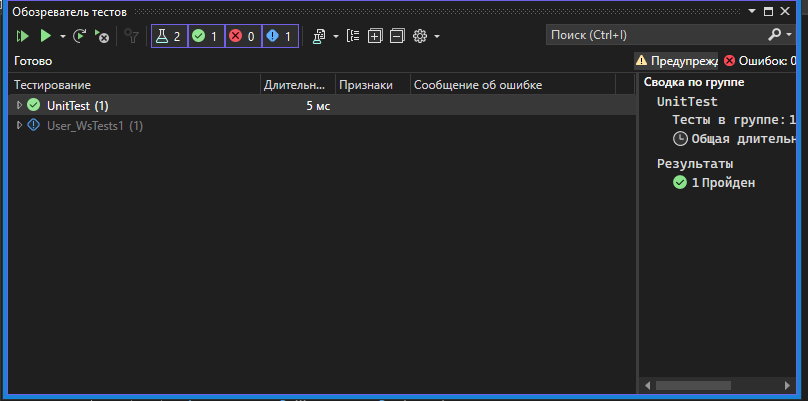 Обозреватель тестов
2 1 0 1
Поиск (Ctrl+I)
Готово
Предупрежд
Ошибок: 0
Тестирование Длительн... Признаки Сообщение об ошибке
UnitTest (1) 5 мс
User_WsTests1 (1)
Сводка по группе
UnitTest
Тесты в группе: 1
Общая длительн
Результаты
1 Пройден